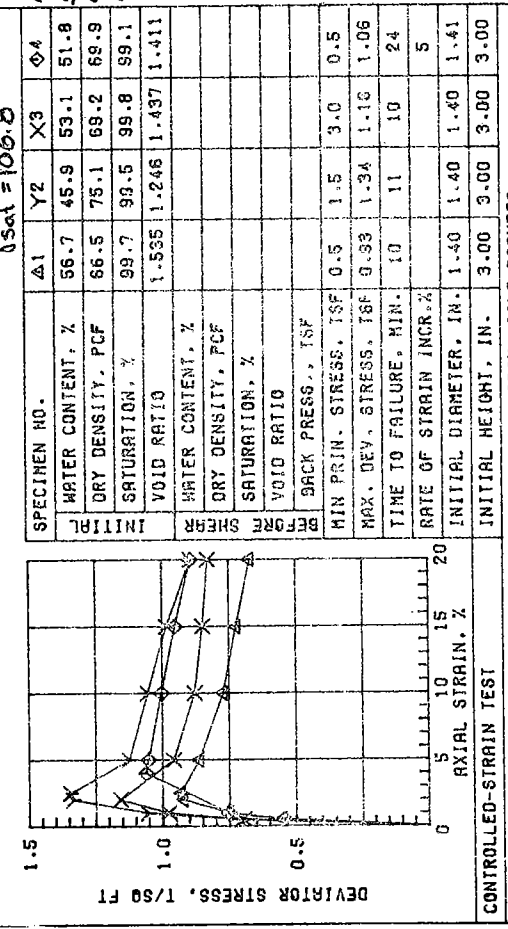 γsat = 106.8
1.5
1.0
0.5
0 5 10 15 20
DEVIATOR STRESS, T/SQ FT
AXIAL STRAIN, %
CONTROLLED-STRAIN TEST
SPECIMEN NO. Δ1 Y2 X3 ◇4
INITIAL
WATER CONTENT, % 56.7 45.9 53.1 51.8
DRY DENSITY, PCF 66.5 75.1 69.2 69.9
SATURATION, % 99.7 99.5 99.8 99.1
VOID RATIO 1.535 1.246 1.437 1.411
BEFORE SHEAR
WATER CONTENT, %
DRY DENSITY, PCF
SATURATION, %
VOID RATIO
BACK PRESS., TSF
MIN PRIN. STRESS, TSF 0.5 1.5 3.0 0.5
MAX. DEV. STRESS, TSF 0.93 1.34 1.16 1.06
TIME TO FAILURE, MIN. 10 11 10 24
RATE OF STRAIN INCR.% 5
INITIAL DIAMETER, IN. 1.40 1.40 1.40 1.41
INITIAL HEIGHT, IN. 3.00 3.00 3.00 3.00